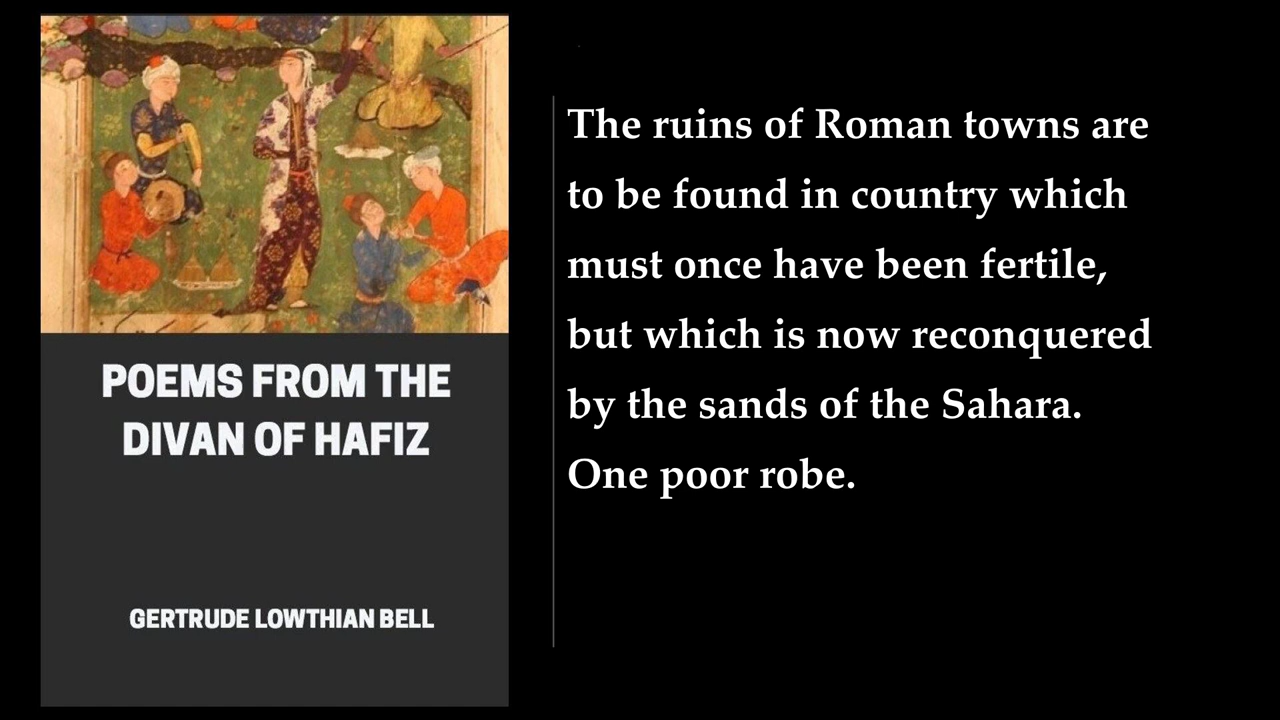 POEMS FROM THE
DIVAN OF HAFIZ
GERTRUDE LOWTHIAN BELL
The ruins of Roman towns are
to be found in country which
must once have been fertile,
but which is now reconquered
by the sands of the Sahara.
One poor robe.